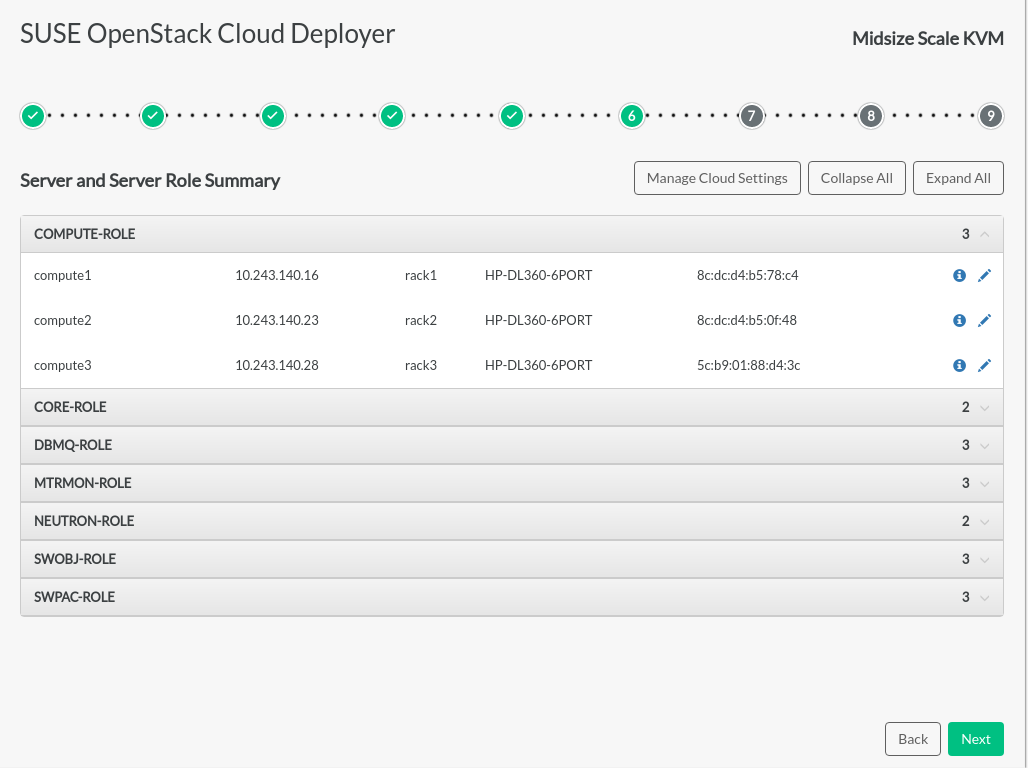 SUSE OpenStack Cloud Deployer
Midsize Scale KVM
6 7 8 9
Server and Server Role Summary
Manage Cloud Settings Collapse All Expand All
COMPUTE-ROLE 3
compute1 10.243.140.16 rack1 HP-DL360-6PORT 8c:dc:d4:b5:78:c4
compute2 10.243.140.23 rack2 HP-DL360-6PORT 8c:dc:d4:b5:0f:48
compute3 10.243.140.28 rack3 HP-DL360-6PORT 5c:b9:01:88:d4:3c
CORE-ROLE 2
DBMQ-ROLE 3
MTRMON-ROLE 3
NEUTRON-ROLE 2
SWOBJ-ROLE 3
SWPAC-ROLE 3
Back Next